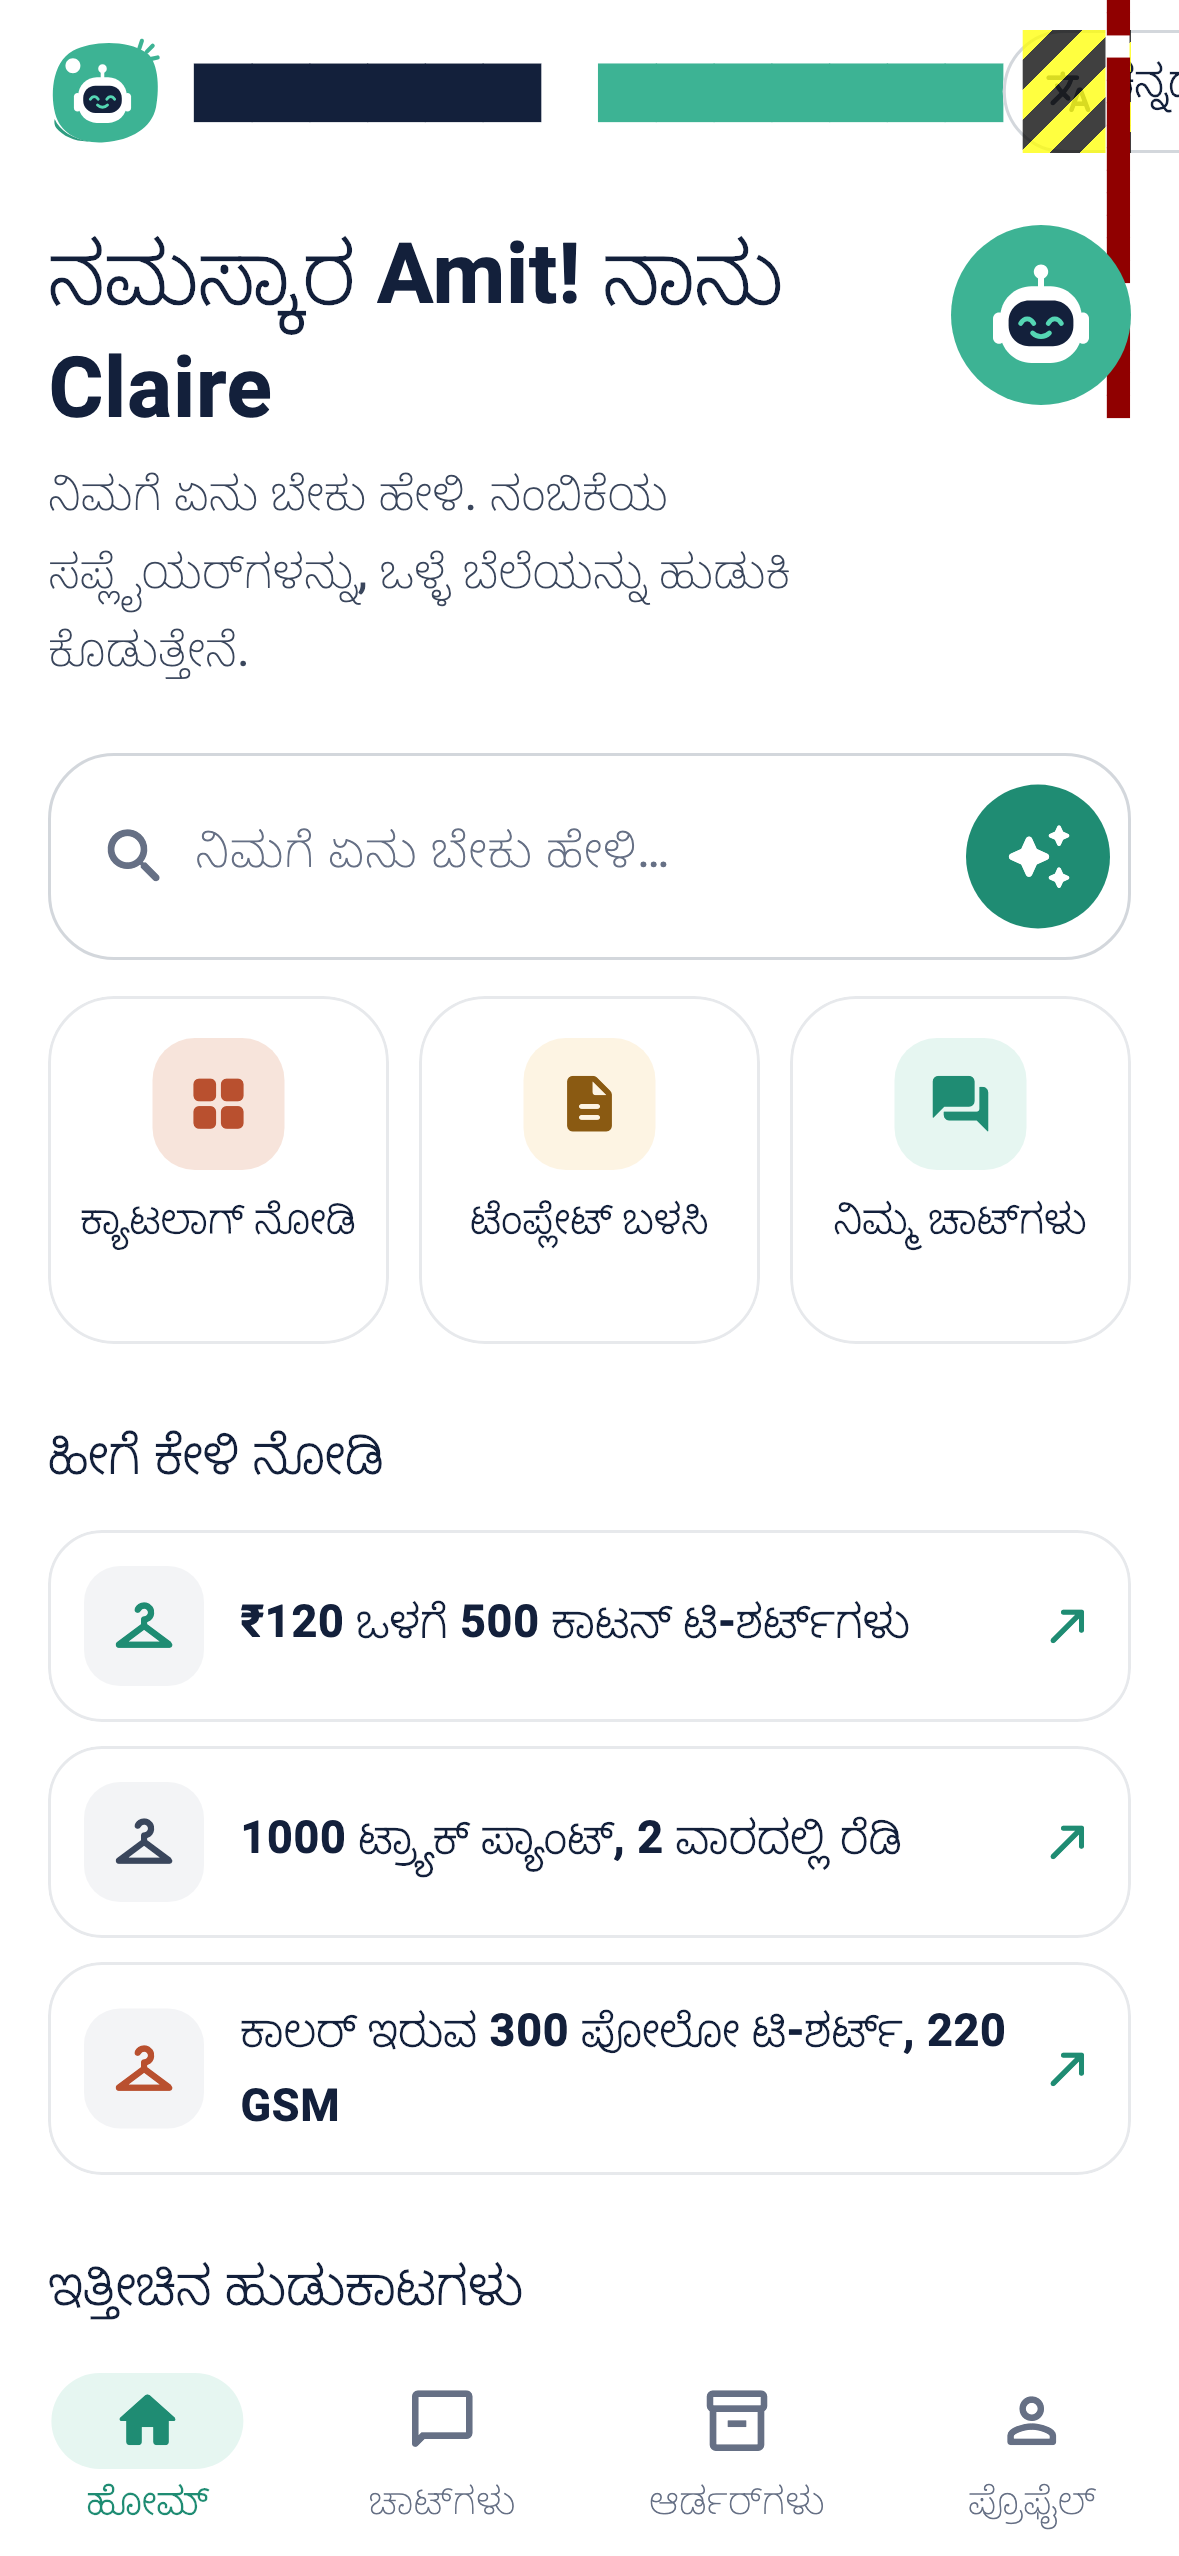 ನಮಸ್ಕಾರ Amit! ನಾನು
Claire
ನಿಮಗೆ ಏನು ಬೇಕು ಹೇಳಿ. ನಂಬಿಕೆಯ
ಸಪ್ಲೈಯರ್‌ಗಳನ್ನು, ಒಳ್ಳೆ ಬೆಲೆಯನ್ನು ಹುಡುಕಿ
ಕೊಡುತ್ತೇನೆ.
ನಿಮಗೆ ಏನು ಬೇಕು ಹೇಳಿ...
ಕ್ಯಾಟಲಾಗ್ ನೋಡಿ
ಟೆಂಪ್ಲೇಟ್ ಬಳಸಿ
ನಿಮ್ಮ ಚಾಟ್‌ಗಳು
ಹೀಗೆ ಕೇಳಿ ನೋಡಿ
₹120 ಒಳಗೆ 500 ಕಾಟನ್ ಟಿ-ಶರ್ಟ್‌ಗಳು
1000 ಟ್ರ್ಯಾಕ್ ಪ್ಯಾಂಟ್, 2 ವಾರದಲ್ಲಿ ರೆಡಿ
ಕಾಲರ್ ಇರುವ 300 ಪೋಲೋ ಟಿ-ಶರ್ಟ್, 220
GSM
ಇತ್ತೀಚಿನ ಹುಡುಕಾಟಗಳು
ಹೋಮ್
ಚಾಟ್‌ಗಳು
ಆರ್ಡರ್‌ಗಳು
ಪ್ರೊಫೈಲ್